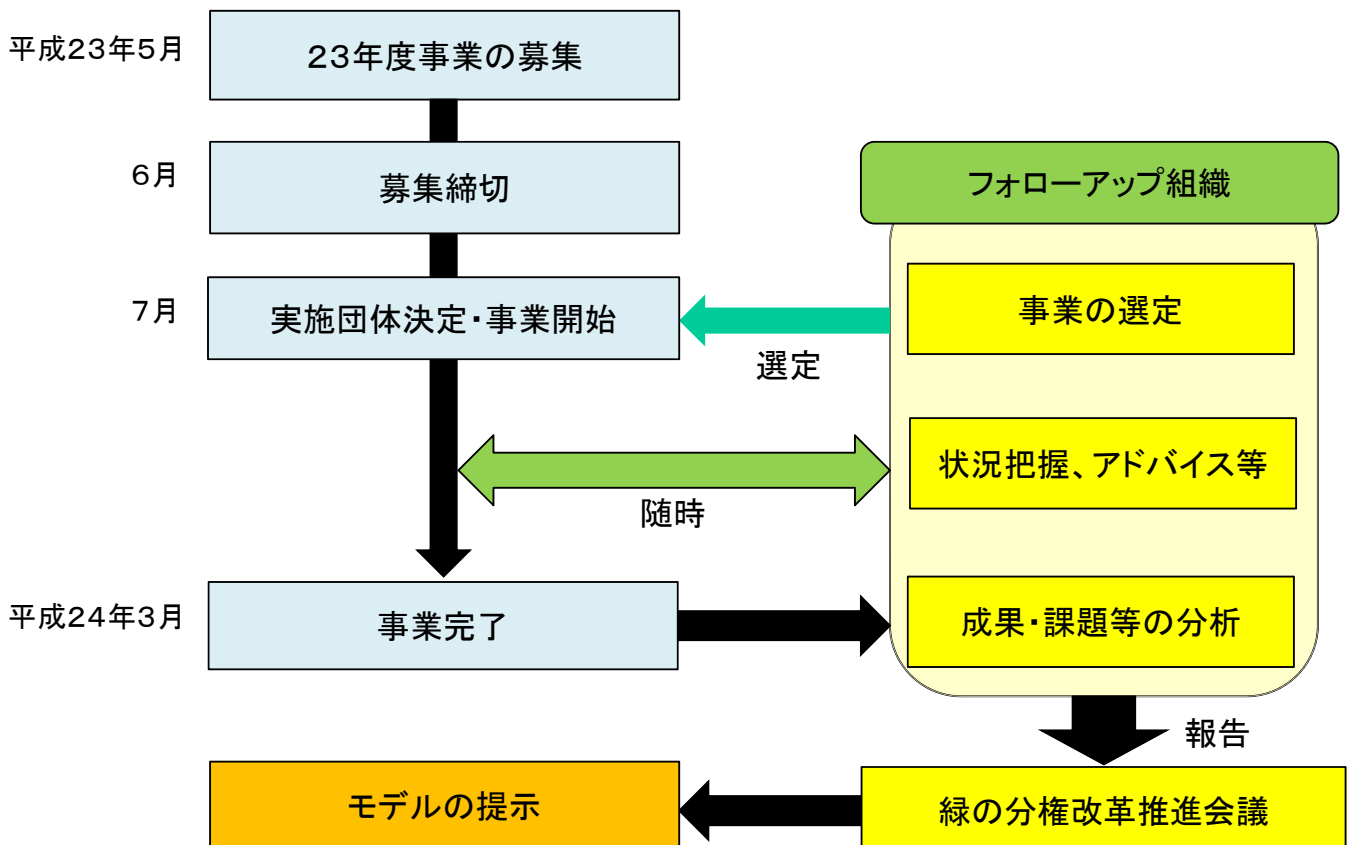 平成23年5月
23年度事業の募集
6月
募集締切
フォローアップ組織
7月
実施団体決定・事業開始
事業の選定
選定
状況把握、アドバイス等
随時
平成24年3月
事業完了
成果・課題等の分析
報告
モデルの提示
緑の分権改革推進会議